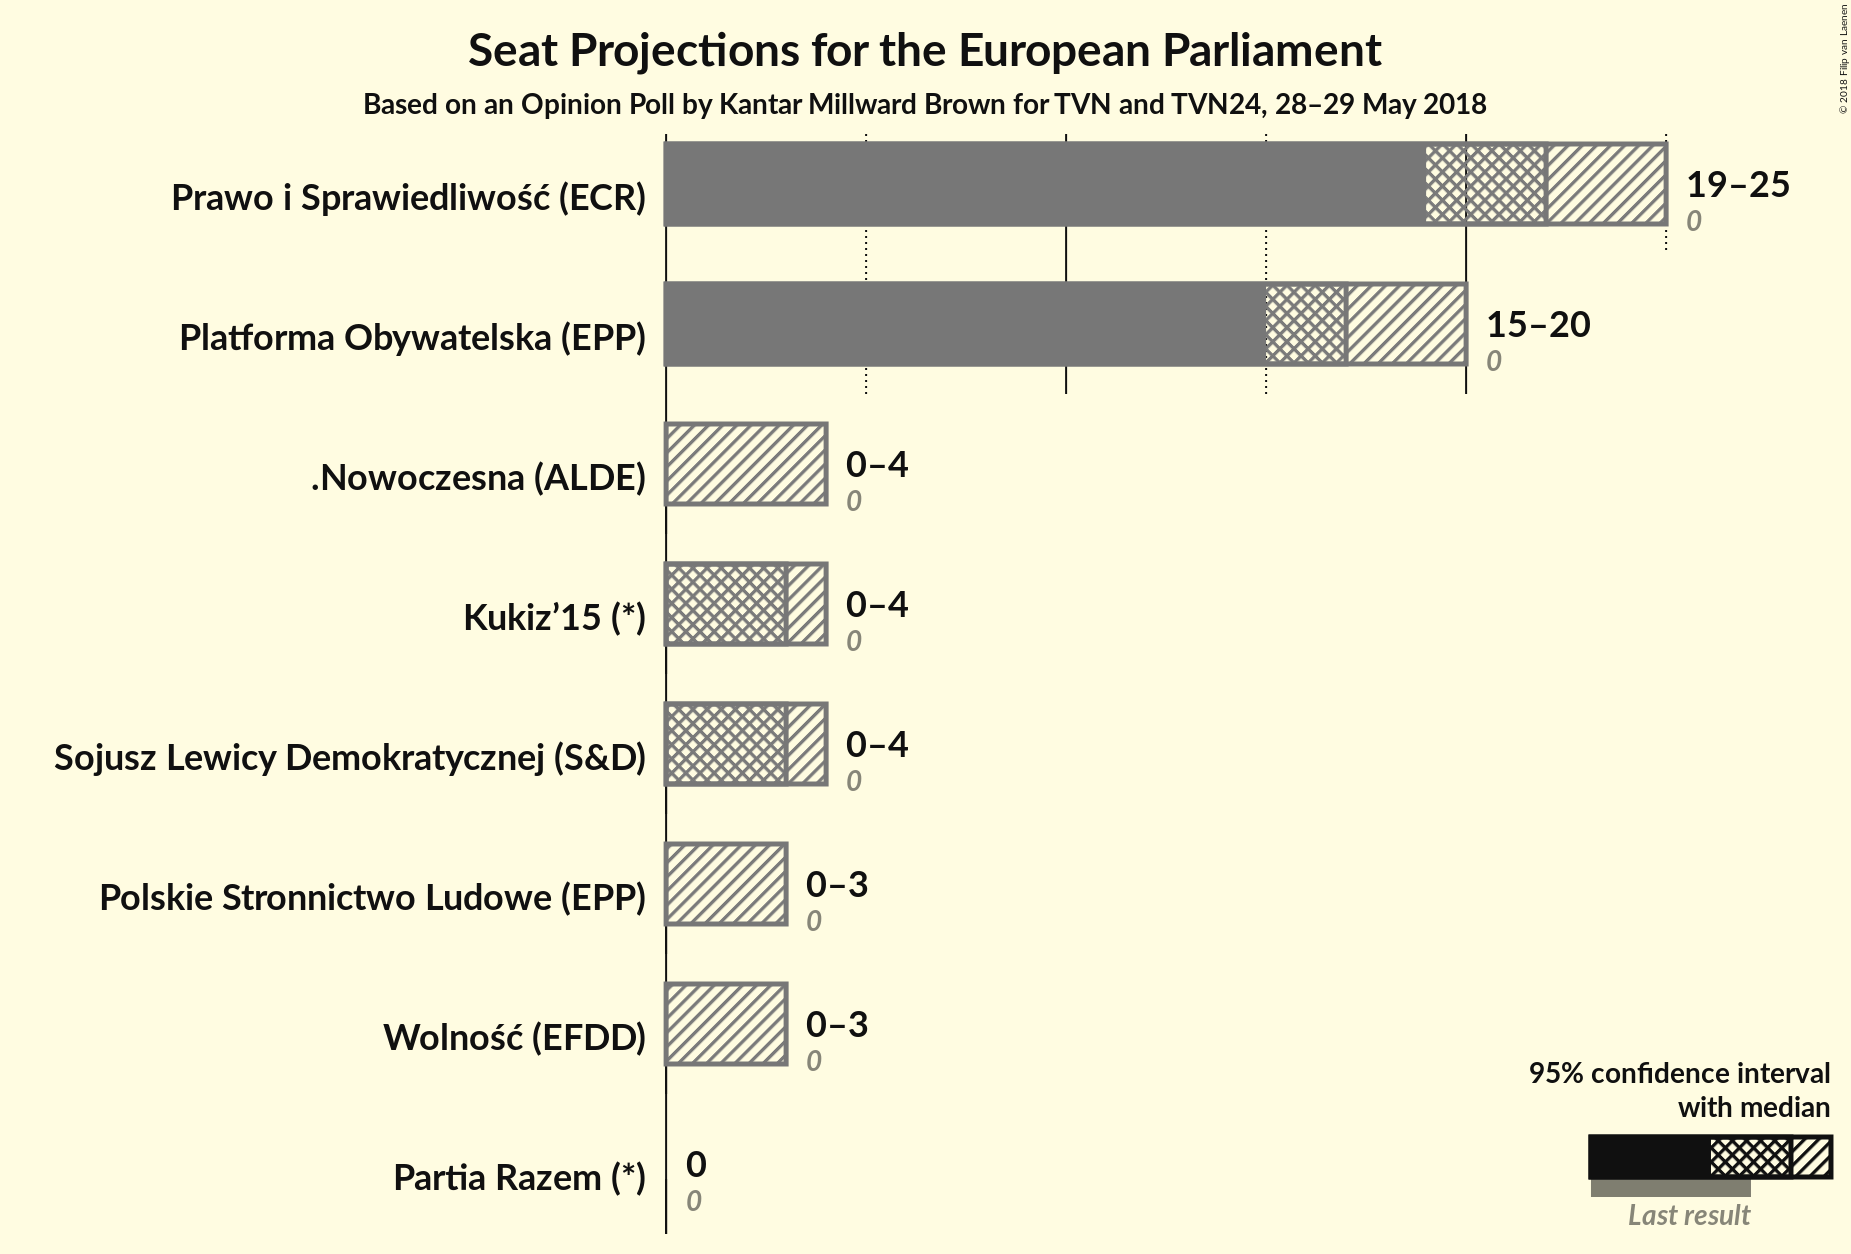 Seat Projections for the European Parliament
Based on an Opinion Poll by Kantar Millward Brown for TVN and TVN24, 28–29 May 2018
© 2018 Filip van Laenen
Prawo i Sprawiedliwość (ECR)
19–25
0
Platforma Obywatelska (EPP)
15–20
0
.Nowoczesna (ALDE)
0–4
0
Kukiz’15 (*)
0–4
0
Sojusz Lewicy Demokratycznej (S&D)
0–4
0
Polskie Stronnictwo Ludowe (EPP)
0–3
0
Wolność (EFDD)
0–3
0
Partia Razem (*)
0
0
95% confidence interval
with median
Last result